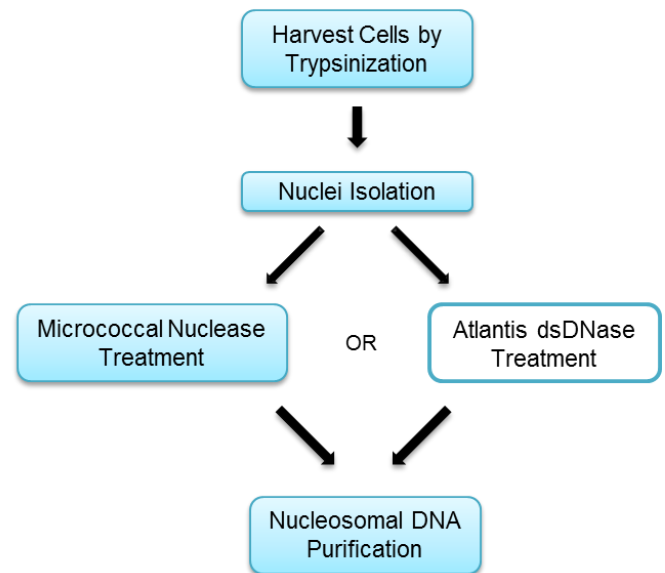 Harvest Cells by
Trypsinization
Nuclei Isolation
Micrococcal Nuclease
Treatment
OR
Atlantis dsDNase
Treatment
Nucleosomal DNA
Purification